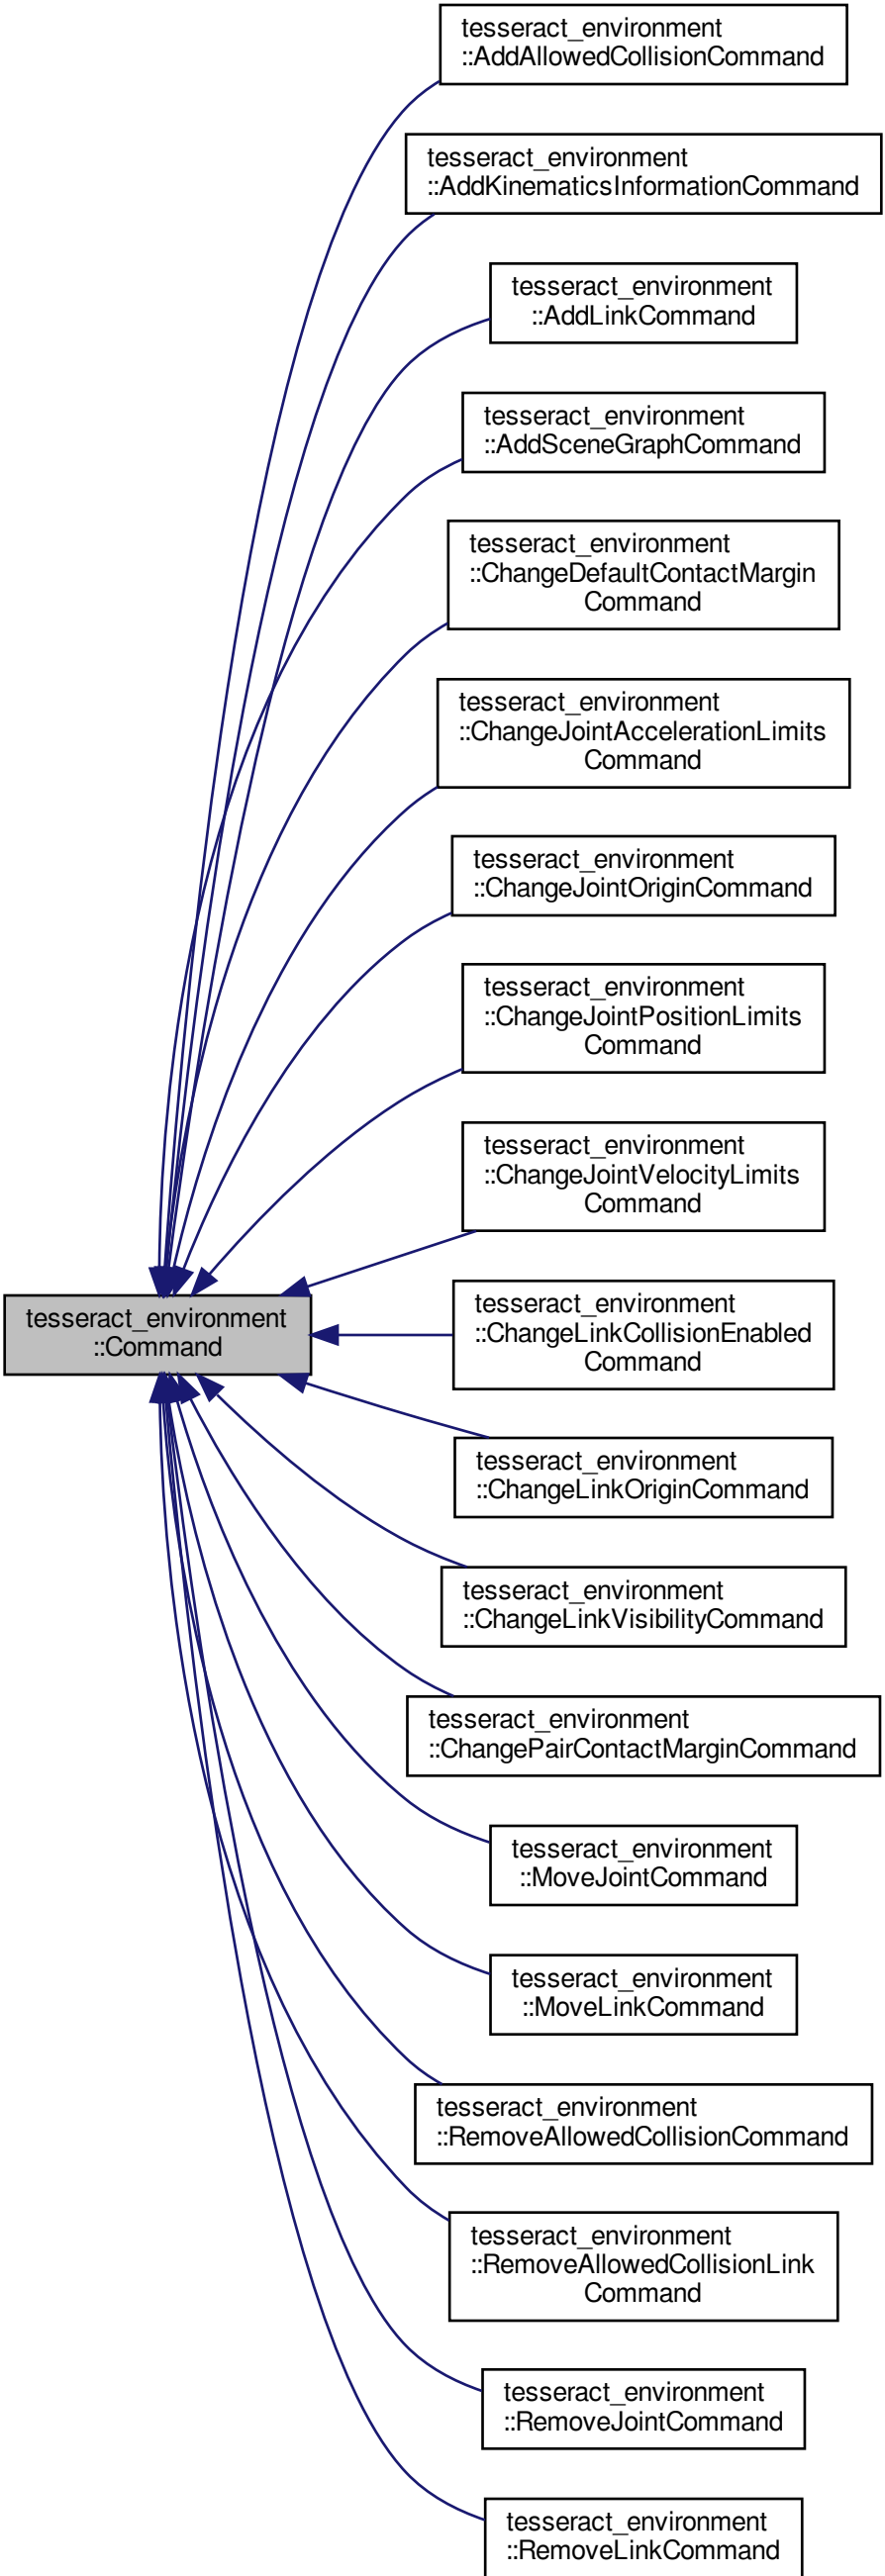 tesseract_environment
::AddAllowedCollisionCommand
tesseract_environment
::AddKinematicsInformationCommand
tesseract_environment
::AddLinkCommand
tesseract_environment
::AddSceneGraphCommand
tesseract_environment
::ChangeDefaultContactMargin
Command
tesseract_environment
::ChangeJointAccelerationLimits
Command
tesseract_environment
::ChangeJointOriginCommand
tesseract_environment
::ChangeJointPositionLimits
Command
tesseract_environment
::ChangeJointVelocityLimits
Command
tesseract_environment
::Command
tesseract_environment
::ChangeLinkCollisionEnabled
Command
tesseract_environment
::ChangeLinkOriginCommand
tesseract_environment
::ChangeLinkVisibilityCommand
tesseract_environment
::ChangePairContactMarginCommand
tesseract_environment
::MoveJointCommand
tesseract_environment
::MoveLinkCommand
tesseract_environment
::RemoveAllowedCollisionCommand
tesseract_environment
::RemoveAllowedCollisionLink
Command
tesseract_environment
::RemoveJointCommand
tesseract_environment
::RemoveLinkCommand